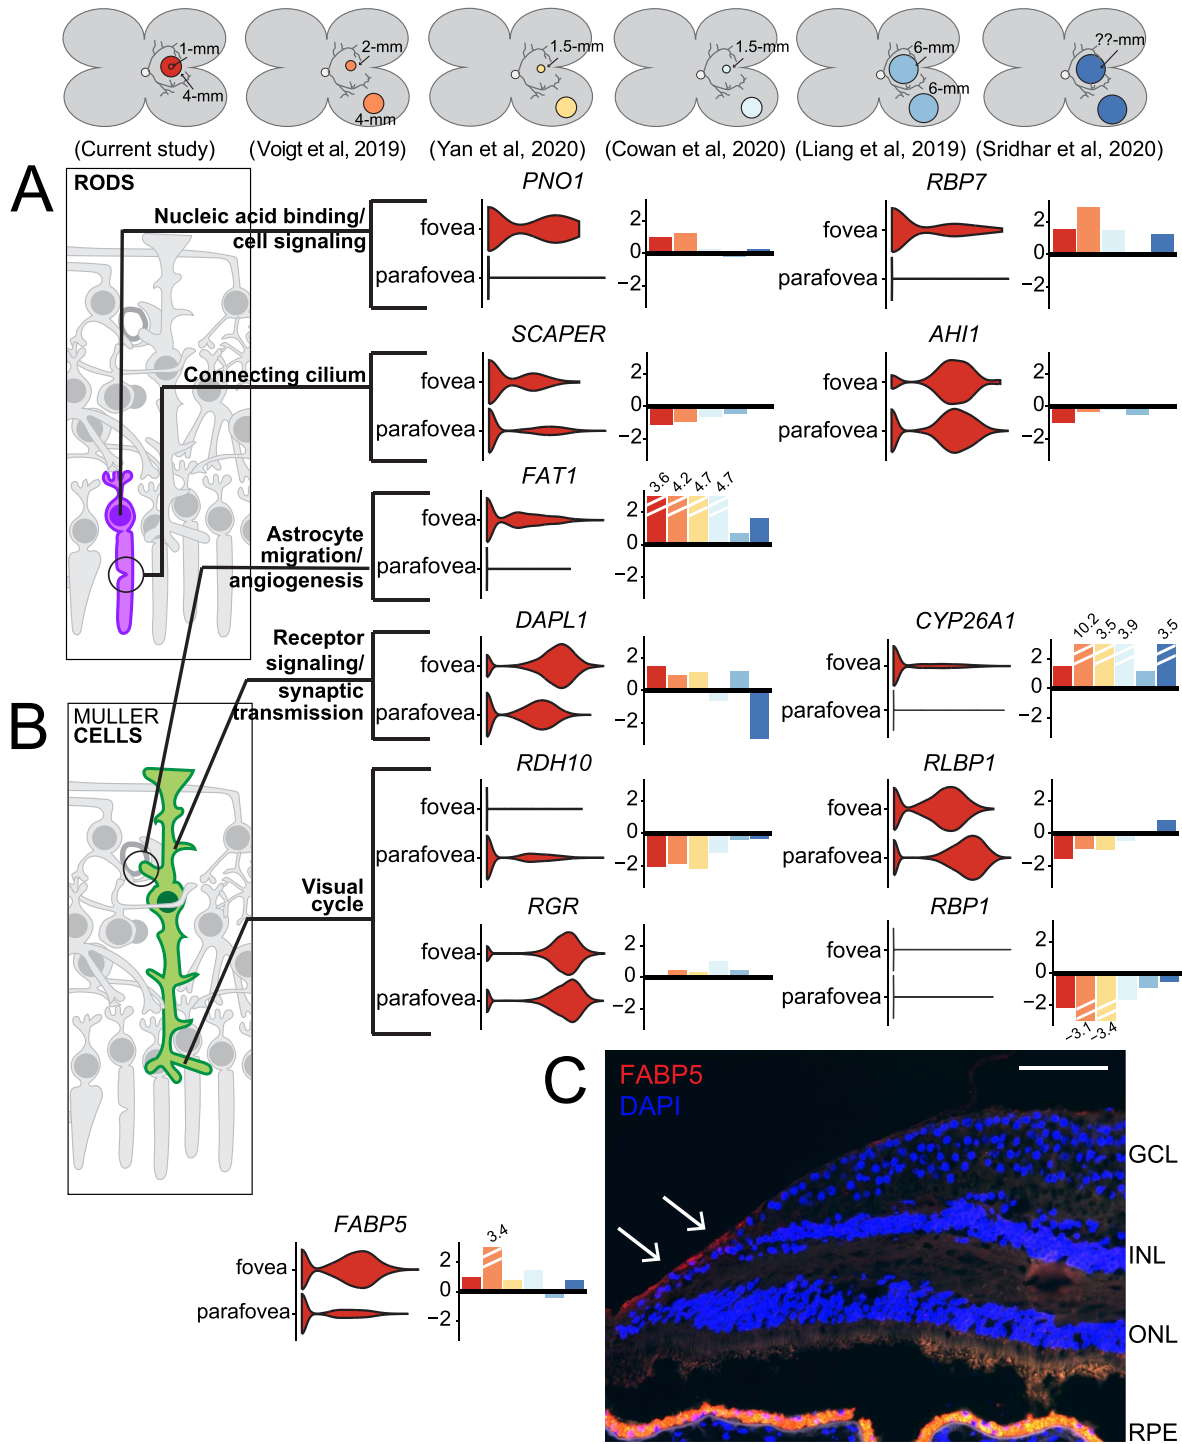 1-mm
4-mm
2-mm
4-mm
1.5-mm
1.5-mm
6-mm
6-mm
??-mm
(Current study)
(Voigt et al, 2019)
(Yan et al, 2020)
(Cowan et al, 2020)
(Liang et al, 2019)
(Sridhar et al, 2020)
A
RODS
Nucleic acid binding/
cell signaling
PNO1
fovea
parafovea
2
0
−2
RBP7
fovea
parafovea
2
0
−2
Connecting cilium
SCAPER
fovea
parafovea
2
0
−2
AHI1
fovea
parafovea
2
0
−2
Astrocyte
migration/
angiogenesis
FAT1
fovea
parafovea
3.6
4.2
4.7
4.7
2
0
−2
B
MULLER
CELLS
Receptor
signaling/
synaptic
transmission
DAPL1
fovea
parafovea
2
0
−2
CYP26A1
fovea
parafovea
10.2
3.5
3.9
3.5
2
0
−2
Visual
cycle
RDH10
fovea
parafovea
2
0
−2
RLBP1
fovea
parafovea
2
0
−2
RGR
fovea
parafovea
2
0
−2
RBP1
fovea
parafovea
2
0
−2
−3.1
−3.4
FABP5
fovea
parafovea
3.4
2
0
−2
C
FABP5
DAPI
GCL
INL
ONL
RPE